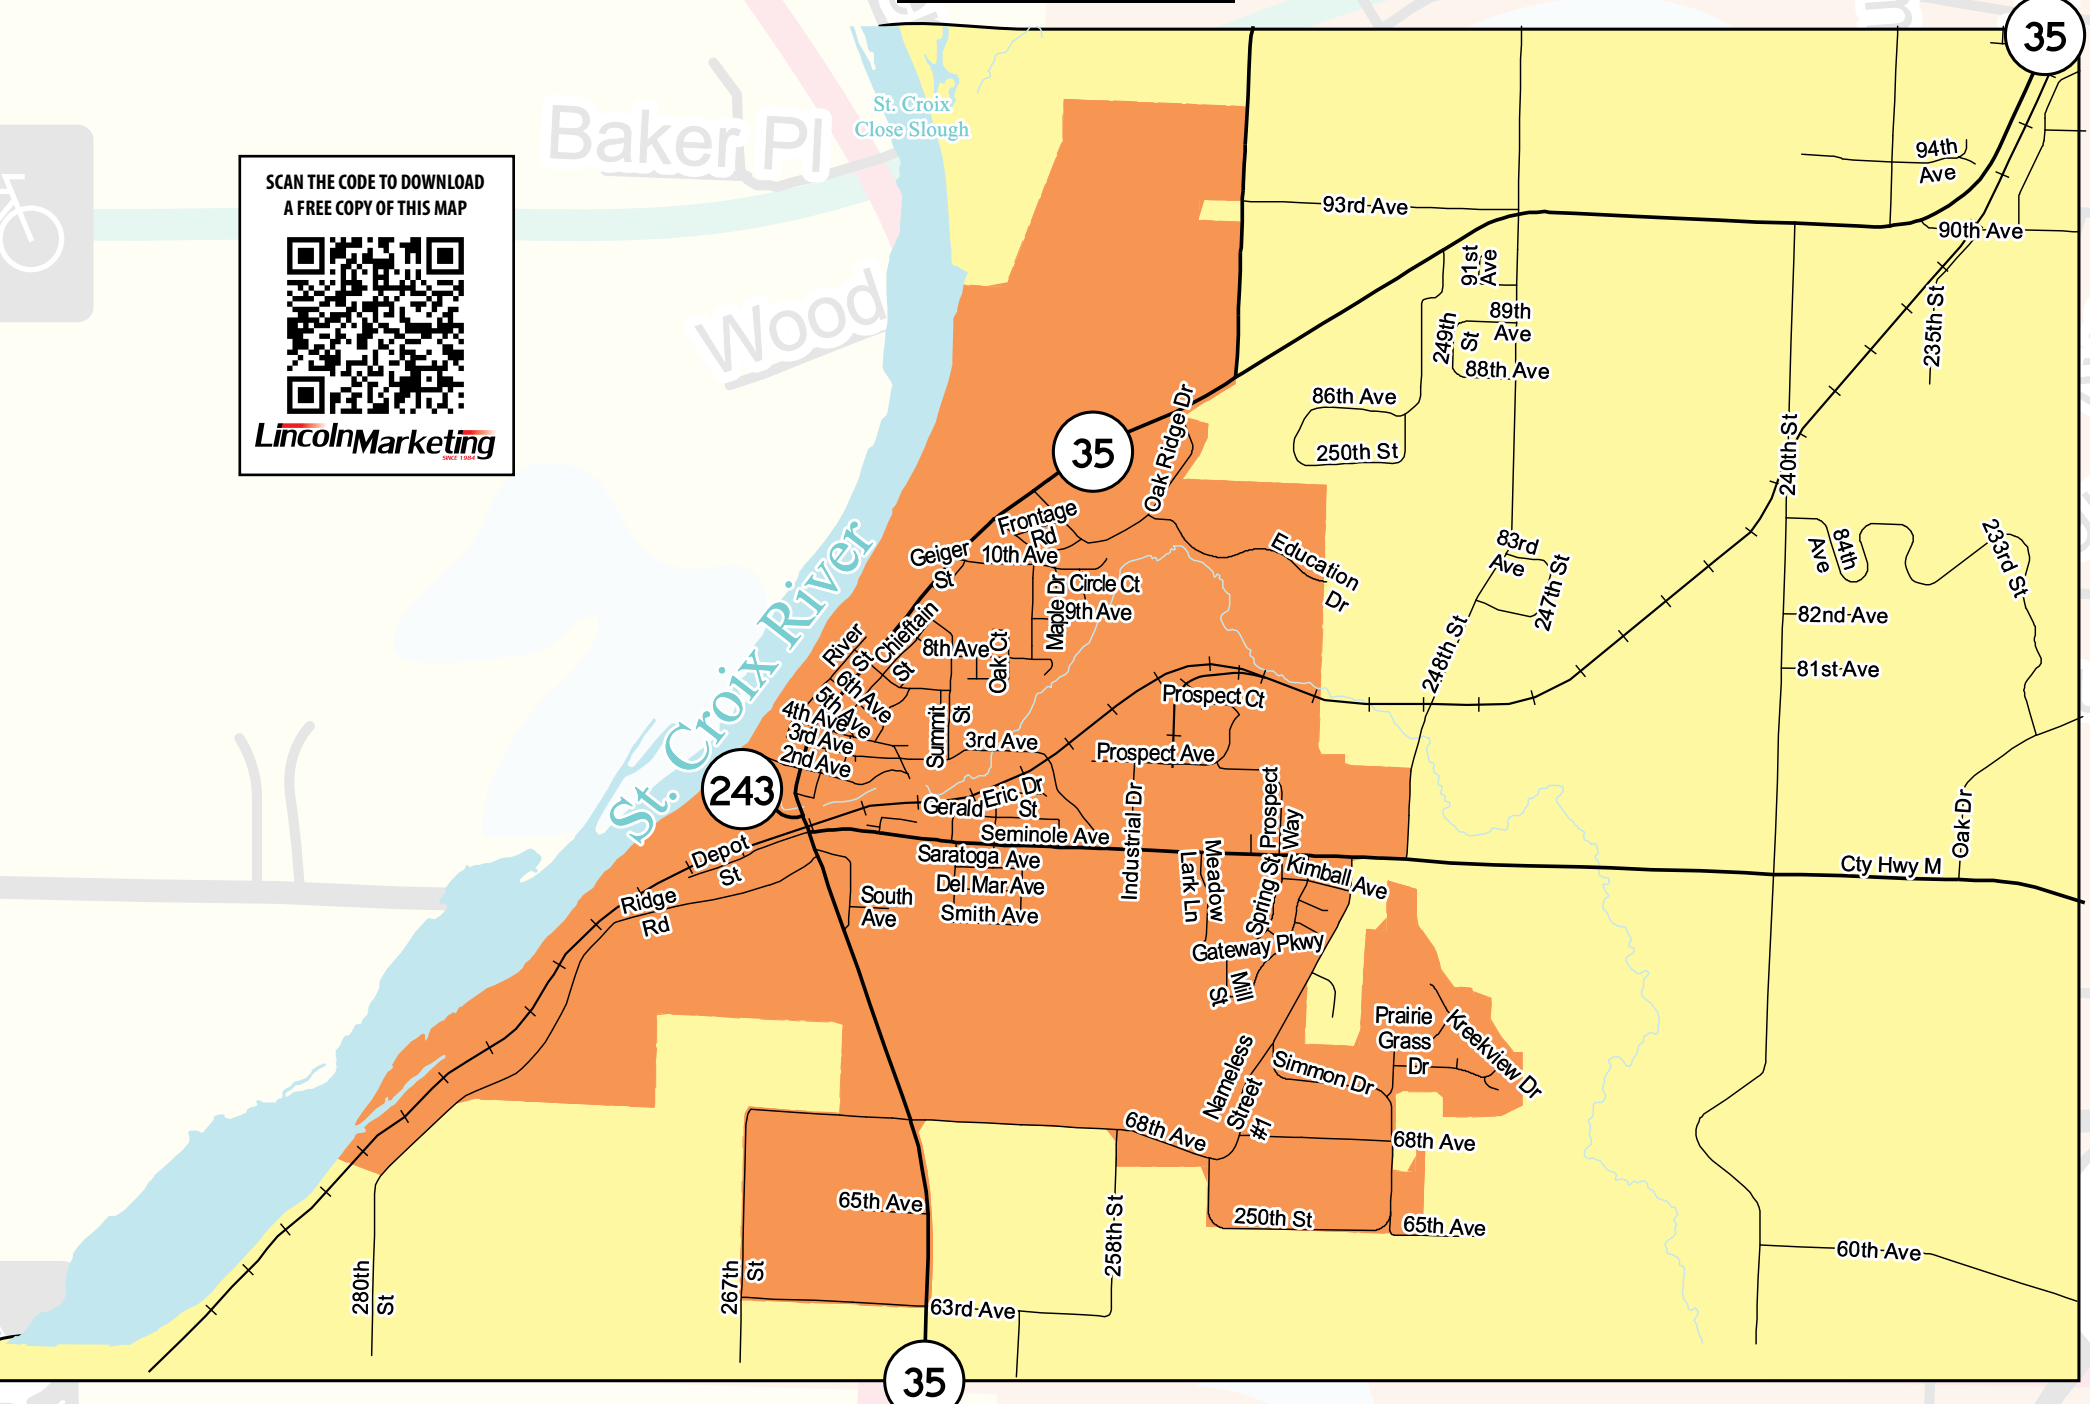 35
Baker Pl
St. Croix
Close Slough
SCAN THE CODE TO DOWNLOAD
A FREE COPY OF THIS MAP
LincolnMarketing
SINCE 1984
Wood
94th
Ave
93rd Ave
90th Ave
91st
Ave
235th St
89th
Ave
249th
St
88th Ave
86th Ave
250th St
35
Oak Ridge Dr
240th St
St. Croix River
Frontage
Rd
Geiger
St
10th Ave
Education
Dr
83rd
Ave
247th St
84th
Ave
233rd St
Circle Ct
Maple Dr
9th Ave
82nd Ave
River
St
Chieftain
St
8th Ave
Oak Ct
248th St
81st Ave
6th Ave
5th Ave
4th Ave
3rd Ave
2nd Ave
Summit
St
3rd Ave
Prospect Ct
Prospect Ave
243
Gerald
Eric Dr
St
Industrial Dr
Prospect
Way
Oak Dr
Seminole Ave
Depot
St
Saratoga Ave
Del Mar Ave
Smith Ave
South
Ave
Ridge
Rd
Lark Ln
Meadow
Spring St
Kimball Ave
Cty Hwy M
Gateway Pkwy
Mill
St
Prairie
Grass
Dr
Kreekview Dr
Nameless
Street
#1
Simmon Dr
68th Ave
68th Ave
65th Ave
250th St
65th Ave
258th St
60th Ave
280th
St
267th
St
63rd Ave
35